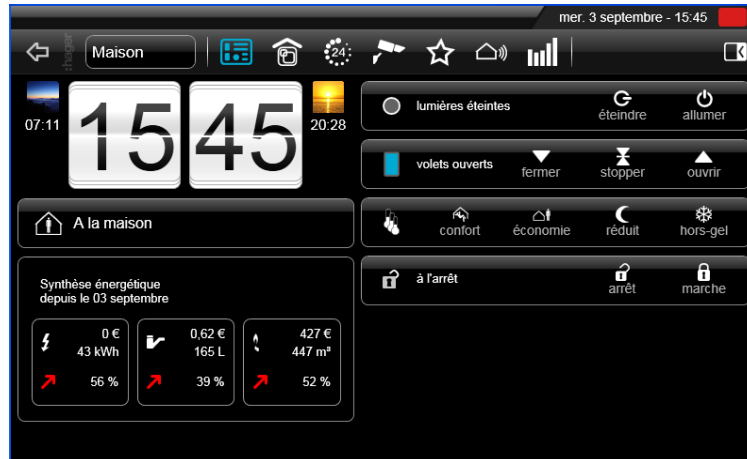 mer. 3 septembre - 15:45
:hager
Maison
24
07:11
15 45
20:28
lumières éteintes
éteindre
allumer
volets ouverts
fermer
stopper
ouvrir
A la maison
confort
économie
réduit
hors-gel
à l'arrêt
arrêt
marche
Synthèse énergétique
depuis le 03 septembre
0 €
43 kWh
56 %
0,62 €
165 L
39 %
427 €
447 m³
52 %